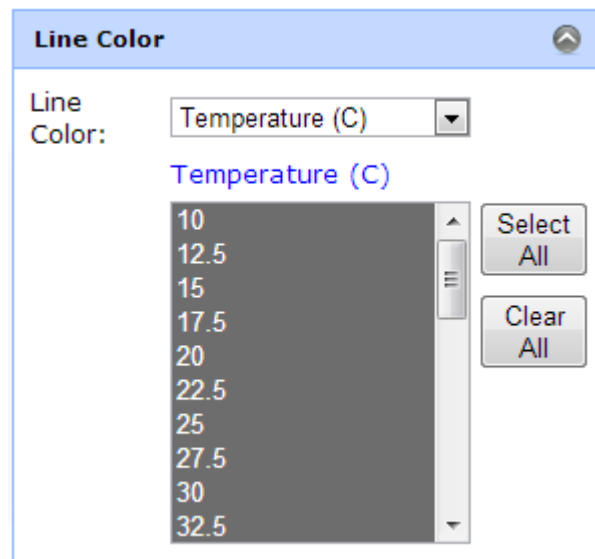 Line Color
Line
Color:
Temperature (C)
Temperature (C)
10
12.5
15
17.5
20
22.5
25
27.5
30
32.5
Select
All
Clear
All